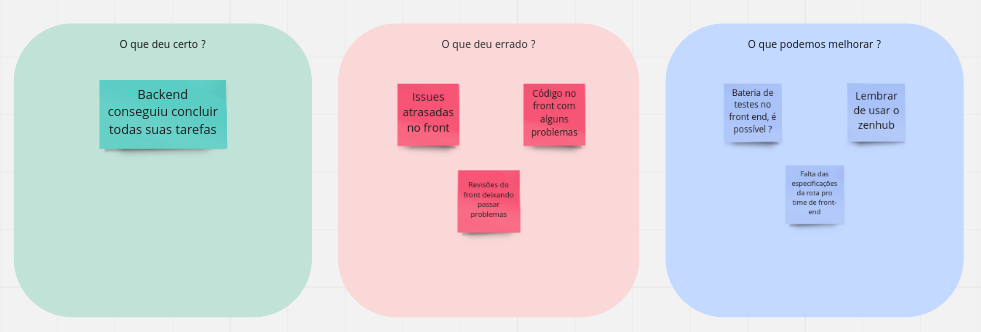 O que deu certo ?
Backend
conseguiu concluir
todas suas tarefas
O que deu errado ?
Issues
atrasadas
no front
Código no
front com
alguns
problemas
Revisões do
front deixando
passar
problemas
O que podemos melhorar ?
Bateria de
testes no
front end, é
possível ?
Lembrar
de usar o
zenhub
Falta das
especificações
da rota pro
time de front-
end